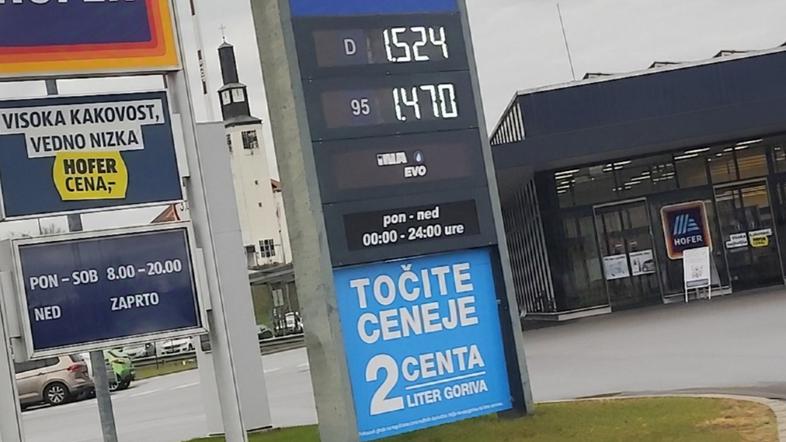 HOFER
VISOKA KAKOVOST,
VEDNO NIZKA
HOFER
CENA,-
PON – SOB 8.00 – 20.00
NED ZAPRTO
D 1,524
95 1,470
INA
EVO
pon - ned
00:00 - 24:00 ure
TOČITE
CENEJE
2 CENTA
LITER GORIVA
HOFER